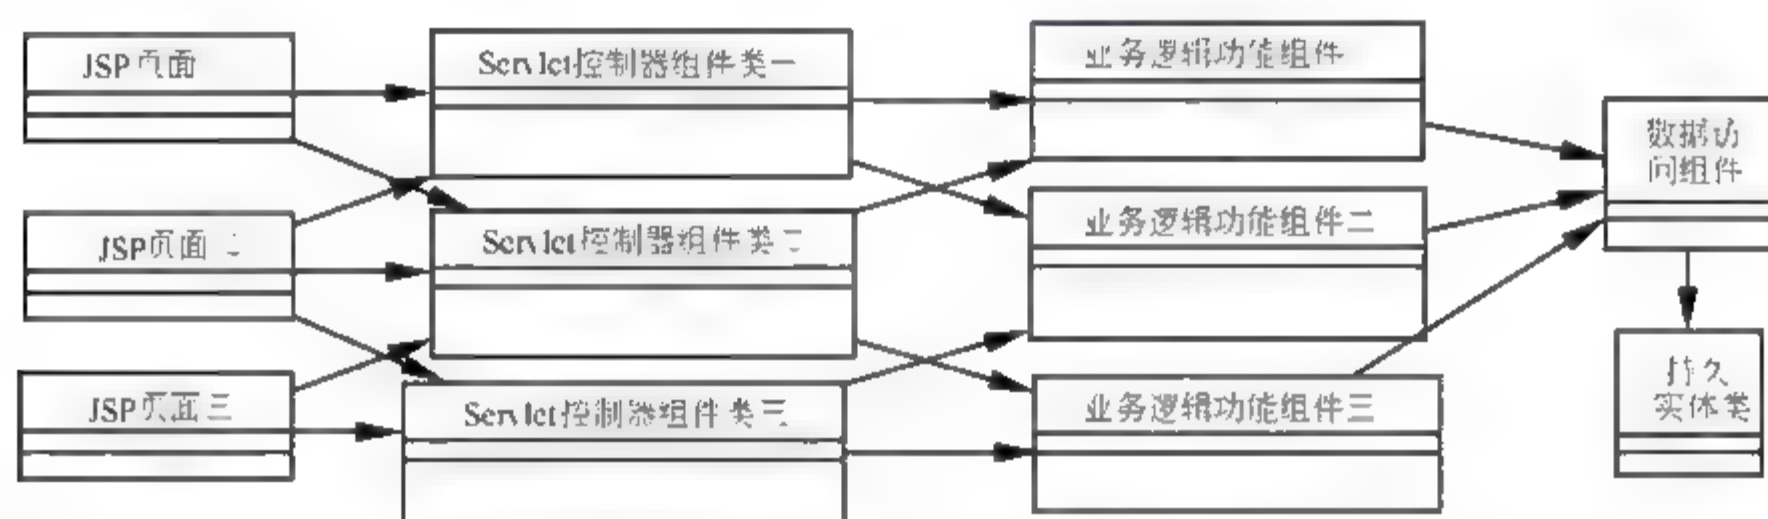 JSP页面
Servlet控制器组件类一
业务逻辑功能组件
数据访
问组件
JSP页面二
Servlet控制器组件类二
业务逻辑功能组件二
持久
实体类
JSP页面三
Servlet控制器组件类三
业务逻辑功能组件三